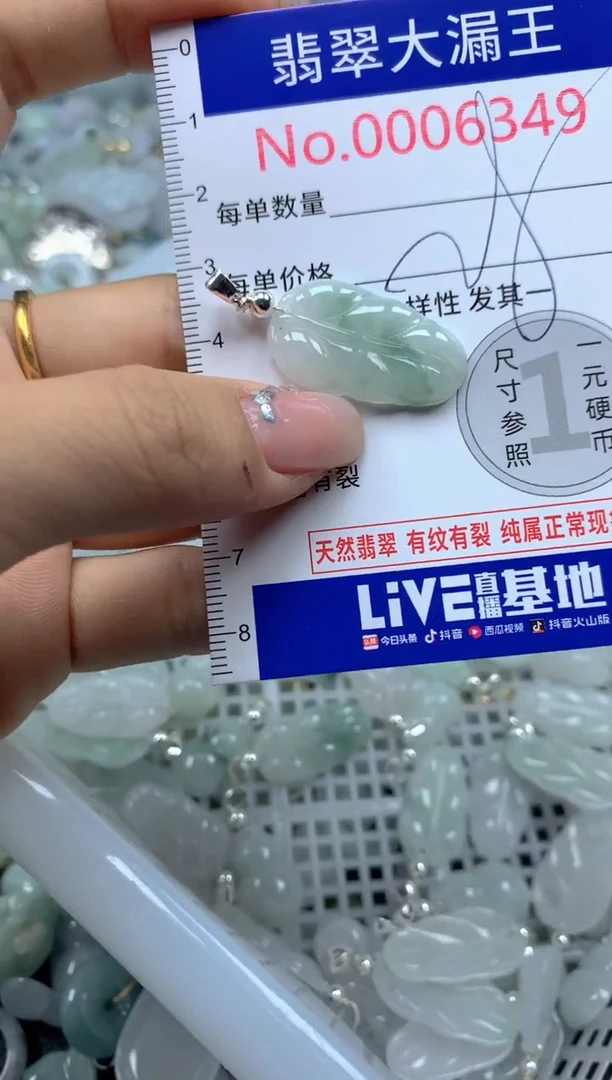 0
翡翠大漏王
1
No.0006349
2
每单数量
3
每单价格
样性 发其一
4
尺寸参照
1
一元硬币
有裂
天然翡翠 有纹有裂 纯属正常现
7
LiVE直播基地
8
头条 今日头条 抖音 西瓜视频 抖音火山版